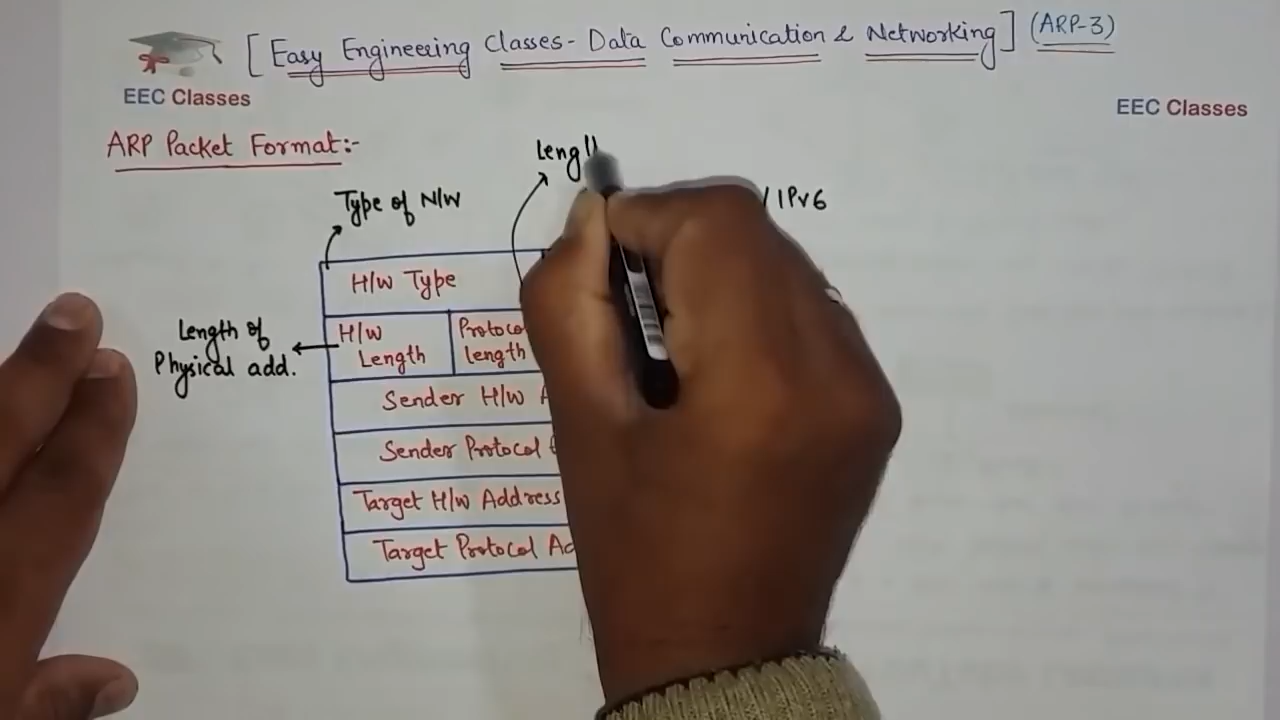 [Easy Engineering Classes - Data Communication & Networking] (ARP-3)
EEC Classes
EEC Classes
ARP Packet Format:-
Type of N/W
/ IPv6
H/w Type
Length of
Physical add.
H/w
Length
length
Sender H/w
Sender Protocol
Target H/w Address
Target Protocol